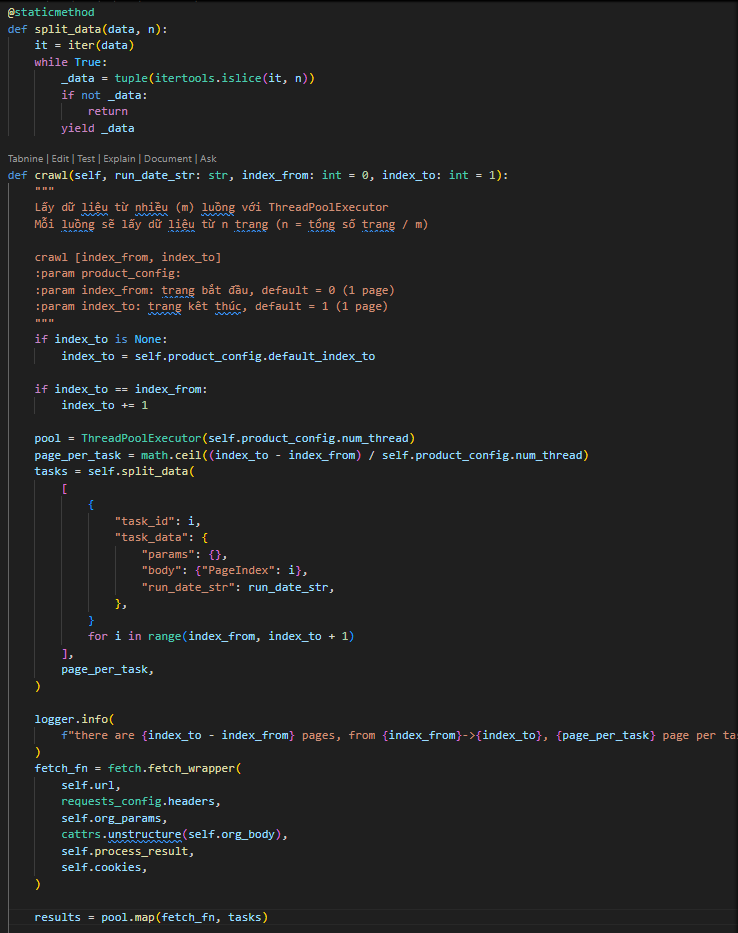 @staticmethod
def split_data(data, n):
    it = iter(data)
    while True:
        _data = tuple(itertools.islice(it, n))
        if not _data:
            return
        yield _data
Tabnine | Edit | Test | Explain | Document | Ask
def crawl(self, run_date_str: str, index_from: int = 0, index_to: int = 1):
    """
    Lấy dữ liệu từ nhiều (m) luồng với ThreadPoolExecutor
    Mỗi luồng sẽ lấy dữ liệu từ n trang (n = tổng số trang / m)
    crawl [index_from, index_to]
    :param product_config:
    :param index_from: trang bắt đầu, default = 0 (1 page)
    :param index_to: trang kêt thúc, default = 1 (1 page)
    """
    if index_to is None:
        index_to = self.product_config.default_index_to
    if index_to == index_from:
        index_to += 1
    pool = ThreadPoolExecutor(self.product_config.num_thread)
    page_per_task = math.ceil((index_to - index_from) / self.product_config.num_thread)
    tasks = self.split_data(
        [
            {
                "task_id": i,
                "task_data": {
                    "params": {},
                    "body": {"PageIndex": i},
                    "run_date_str": run_date_str,
                },
            }
            for i in range(index_from, index_to + 1)
        ],
        page_per_task,
    )
    logger.info(
        f"there are {index_to - index_from} pages, from {index_from}->{index_to}, {page_per_task} page per ta
    )
    fetch_fn = fetch.fetch_wrapper(
        self.url,
        requests_config.headers,
        self.org_params,
        cattrs.unstructure(self.org_body),
        self.process_result,
        self.cookies,
    )
    results = pool.map(fetch_fn, tasks)